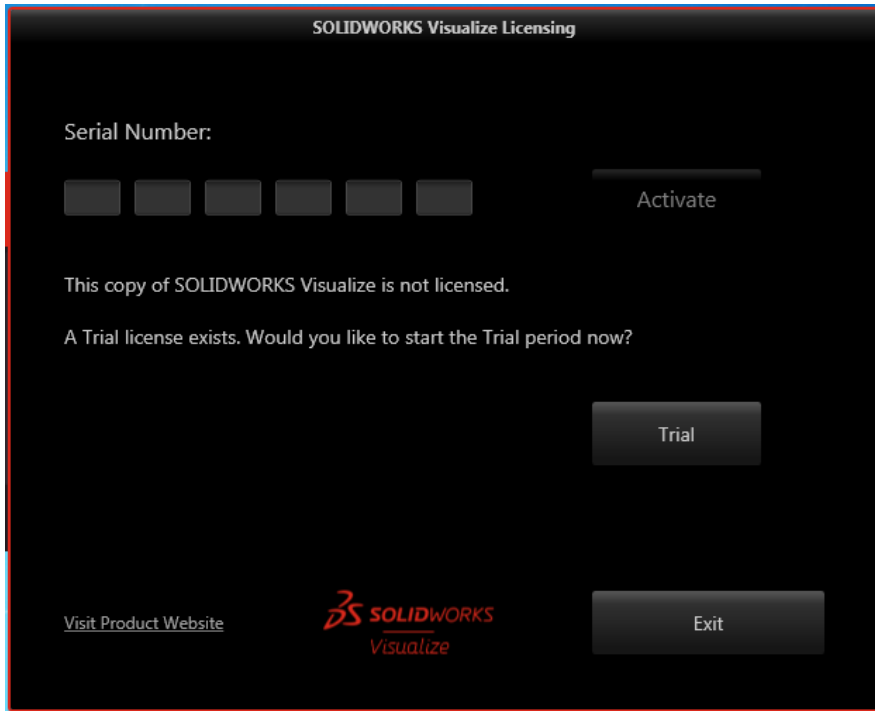 SOLIDWORKS Visualize Licensing
Serial Number:
Activate
This copy of SOLIDWORKS Visualize is not licensed.
A Trial license exists. Would you like to start the Trial period now?
Trial
Visit Product Website
3S SOLIDWORKS
Visualize
Exit